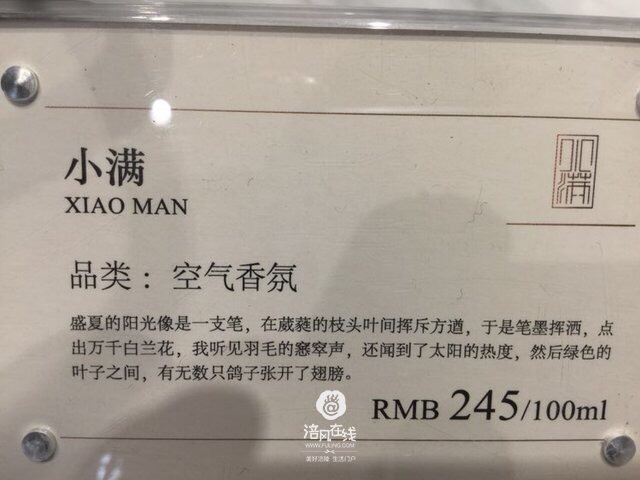 小满
XIAO MAN
小满
品类：空气香氛
盛夏的阳光像是一支笔，在葳蕤的枝头叶间挥斥方遒，于是笔墨挥洒，点
出万千白兰花，我听见羽毛的窸窣声，还闻到了太阳的热度，然后绿色的
叶子之间，有无数只鸽子张开了翅膀。
RMB 245/100ml
涪风在线
WWW.FULING.COM
美好涪陵 生活门户